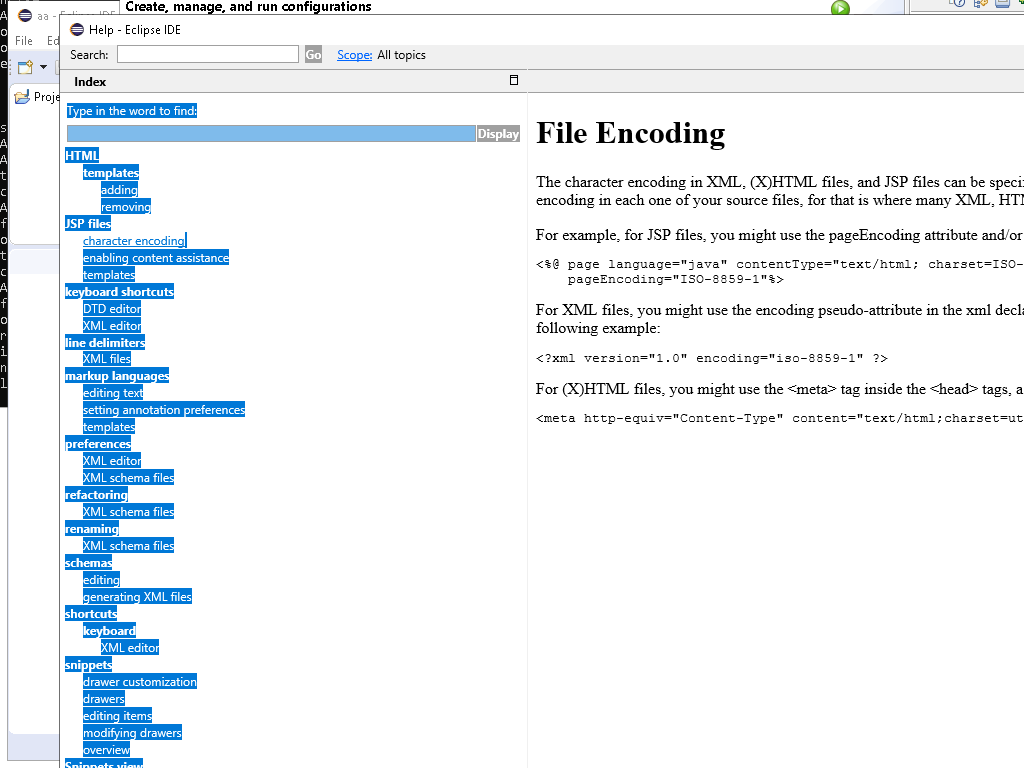 Create, manage, and run configurations
aa - Eclipse IDE
File Ed
Proje
Help - Eclipse IDE
Search: Go Scope: All topics
Index
Type in the word to find:
Display
HTML
templates
adding
removing
JSP files
character encoding
enabling content assistance
templates
keyboard shortcuts
DTD editor
XML editor
line delimiters
XML files
markup languages
editing text
setting annotation preferences
templates
preferences
XML editor
XML schema files
refactoring
XML schema files
renaming
XML schema files
schemas
editing
generating XML files
shortcuts
keyboard
XML editor
snippets
drawer customization
drawers
editing items
modifying drawers
overview
Snippets view
File Encoding
The character encoding in XML, (X)HTML files, and JSP files can be speci
encoding in each one of your source files, for that is where many XML, HTM
For example, for JSP files, you might use the pageEncoding attribute and/or
<%@ page language="java" contentType="text/html; charset=ISO-
pageEncoding="ISO-8859-1"%>
For XML files, you might use the encoding pseudo-attribute in the xml decla
following example:
<?xml version="1.0" encoding="iso-8859-1" ?>
For (X)HTML files, you might use the <meta> tag inside the <head> tags, a
<meta http-equiv="Content-Type" content="text/html;charset=ut